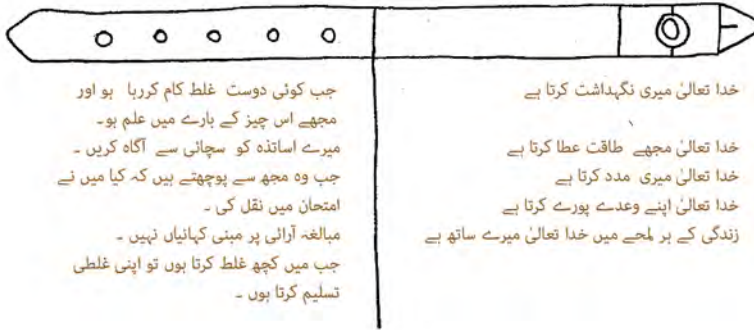 خدا تعالیٰ میری نگہداشت کرتا ہے
خدا تعالیٰ مجھے طاقت عطا کرتا ہے
خدا تعالیٰ میری مدد کرتا ہے
خدا تعالیٰ اپنے وعدے پورے کرتا ہے
زندگی کے ہر لمحے میں خدا تعالیٰ میرے ساتھ ہے
جب کوئی دوست غلط کام کررہا ہو اور
مجھے اس چیز کے بارے میں علم ہو۔
میرے اساتذہ کو سچائی سے آگاہ کریں ۔
جب وہ مجھ سے پوچھتے ہیں کہ کیا میں نے
امتحان میں نقل کی ۔
مبالغہ آرائی پر مبنی کہانیاں نہیں ۔
جب میں کچھ غلط کرتا ہوں تو اپنی غلطی
تسلیم کرتا ہوں ۔